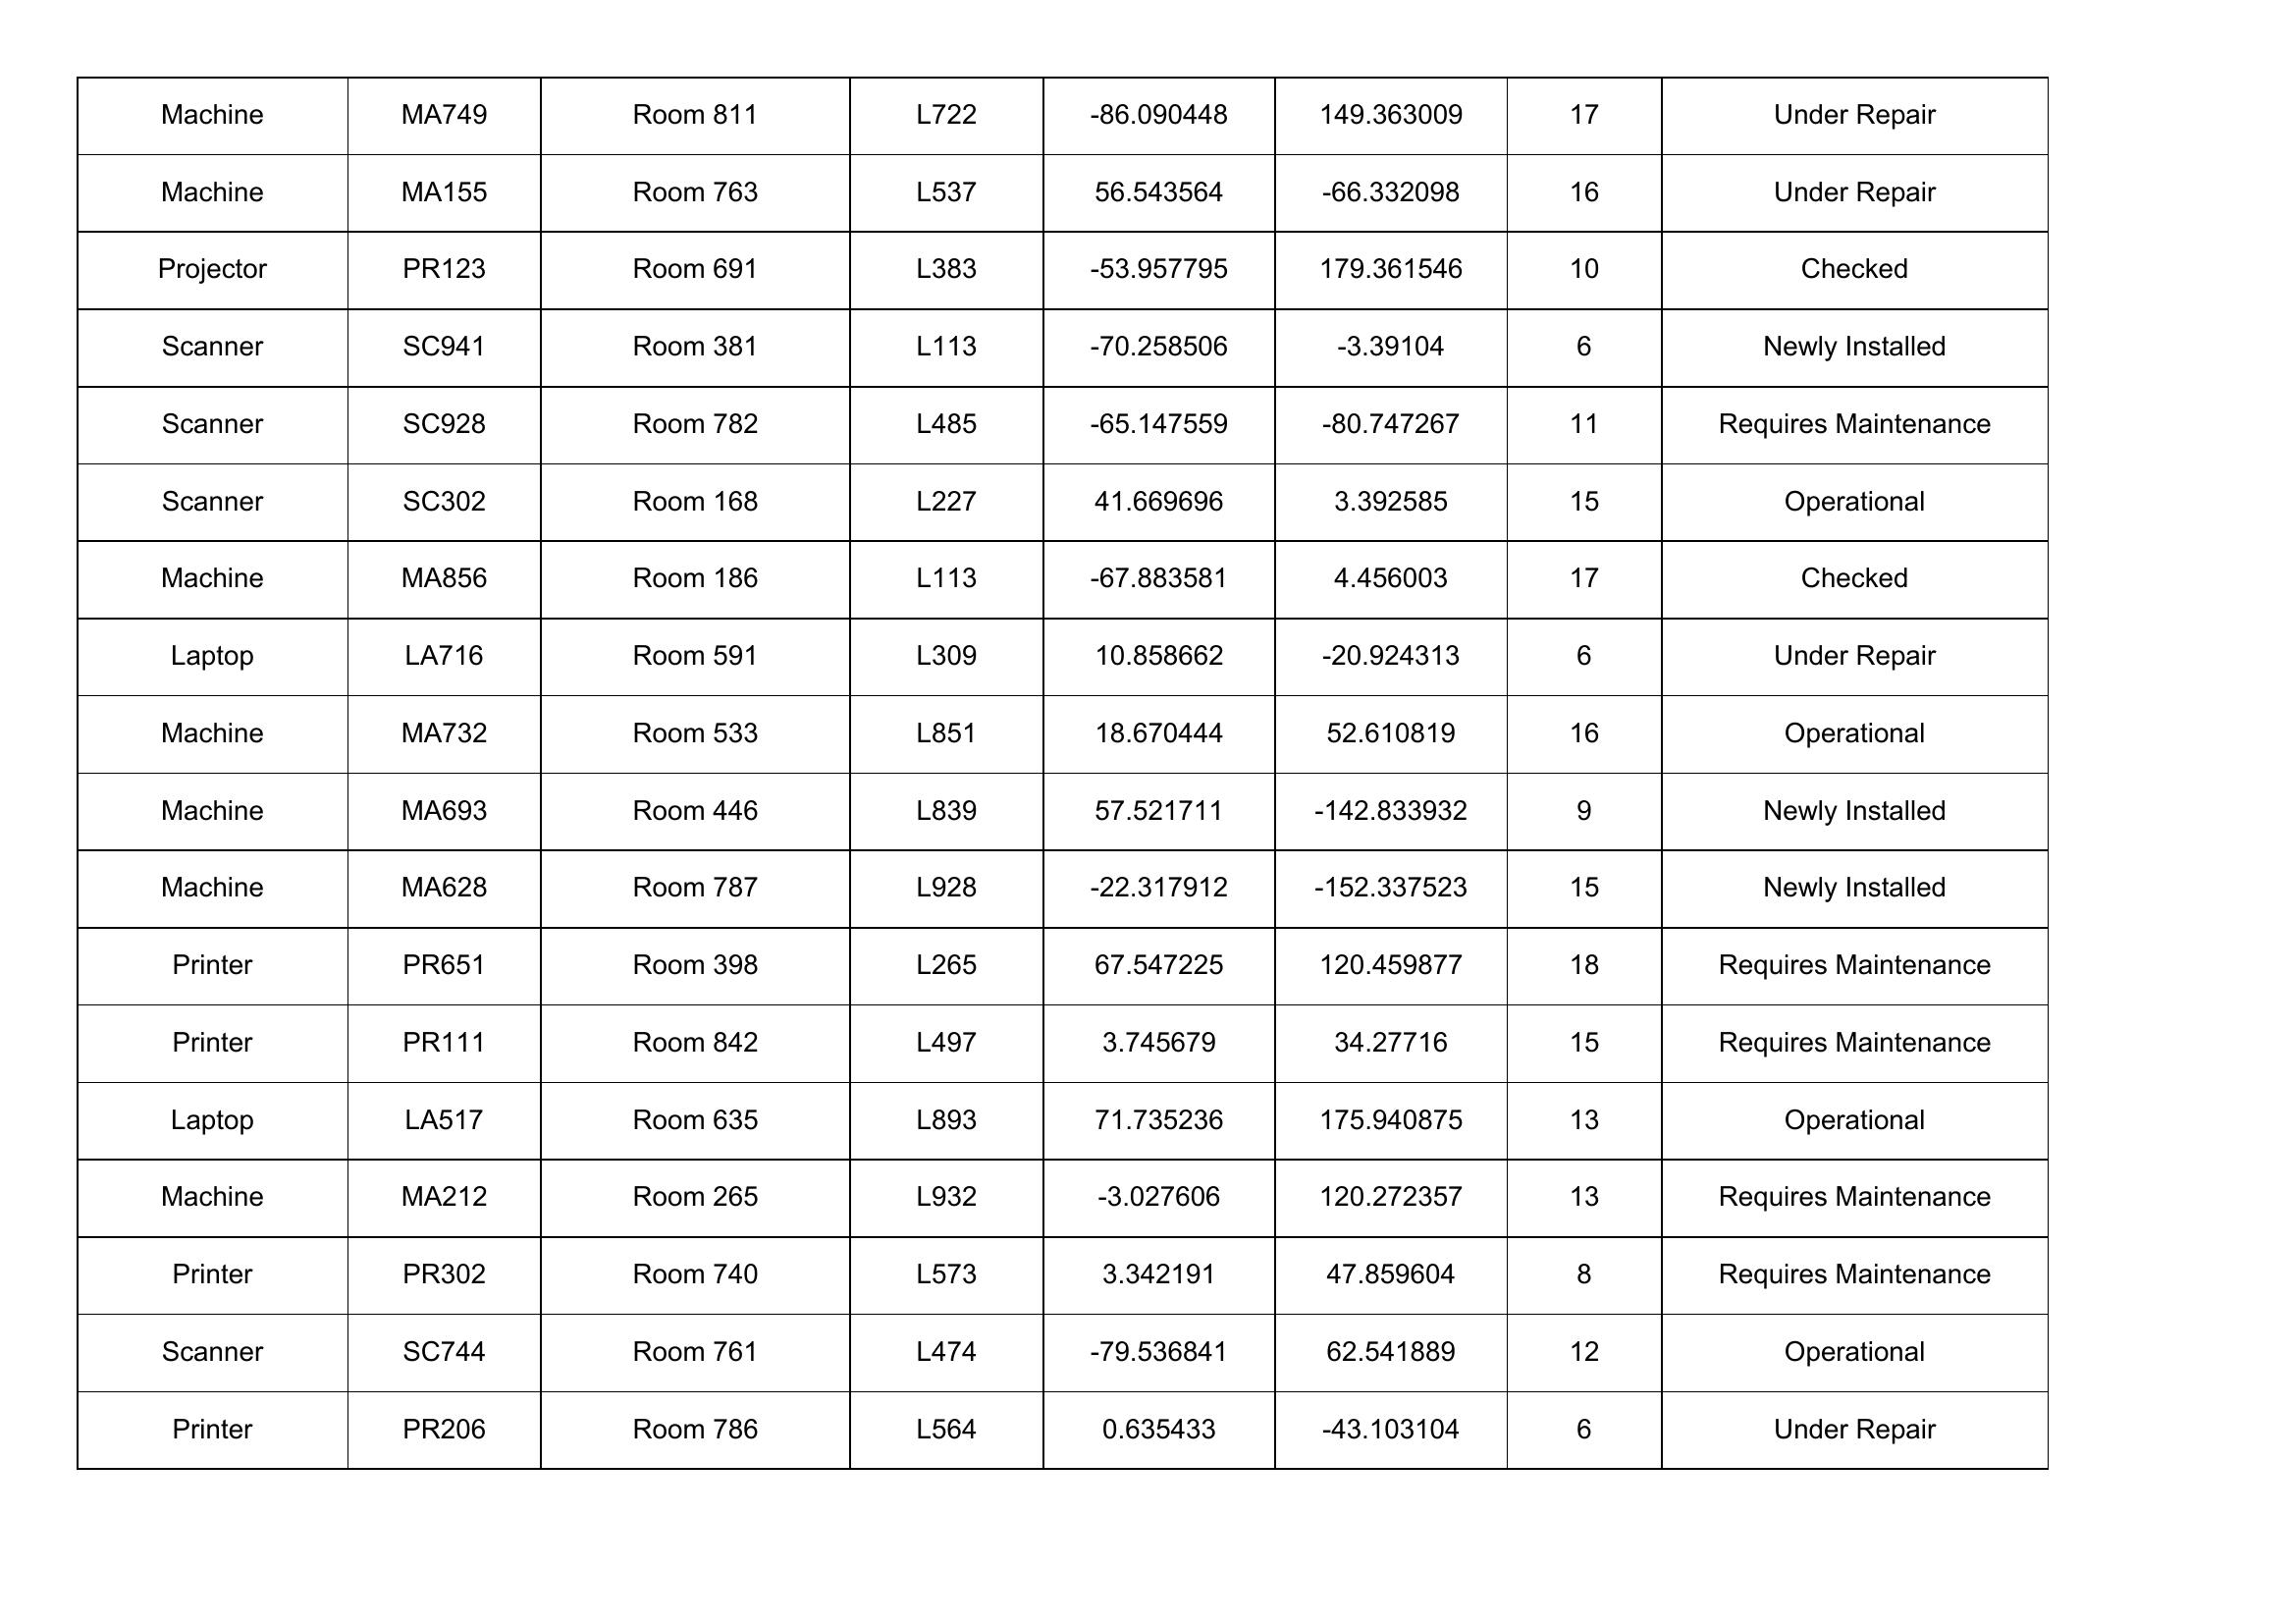 Machine MA749 Room 811 L722 -86.090448 149.363009 17 Under Repair
Machine MA155 Room 763 L537 56.543564 -66.332098 16 Under Repair
Projector PR123 Room 691 L383 -53.957795 179.361546 10 Checked
Scanner SC941 Room 381 L113 -70.258506 -3.39104 6 Newly Installed
Scanner SC928 Room 782 L485 -65.147559 -80.747267 11 Requires Maintenance
Scanner SC302 Room 168 L227 41.669696 3.392585 15 Operational
Machine MA856 Room 186 L113 -67.883581 4.456003 17 Checked
Laptop LA716 Room 591 L309 10.858662 -20.924313 6 Under Repair
Machine MA732 Room 533 L851 18.670444 52.610819 16 Operational
Machine MA693 Room 446 L839 57.521711 -142.833932 9 Newly Installed
Machine MA628 Room 787 L928 -22.317912 -152.337523 15 Newly Installed
Printer PR651 Room 398 L265 67.547225 120.459877 18 Requires Maintenance
Printer PR111 Room 842 L497 3.745679 34.27716 15 Requires Maintenance
Laptop LA517 Room 635 L893 71.735236 175.940875 13 Operational
Machine MA212 Room 265 L932 -3.027606 120.272357 13 Requires Maintenance
Printer PR302 Room 740 L573 3.342191 47.859604 8 Requires Maintenance
Scanner SC744 Room 761 L474 -79.536841 62.541889 12 Operational
Printer PR206 Room 786 L564 0.635433 -43.103104 6 Under Repair